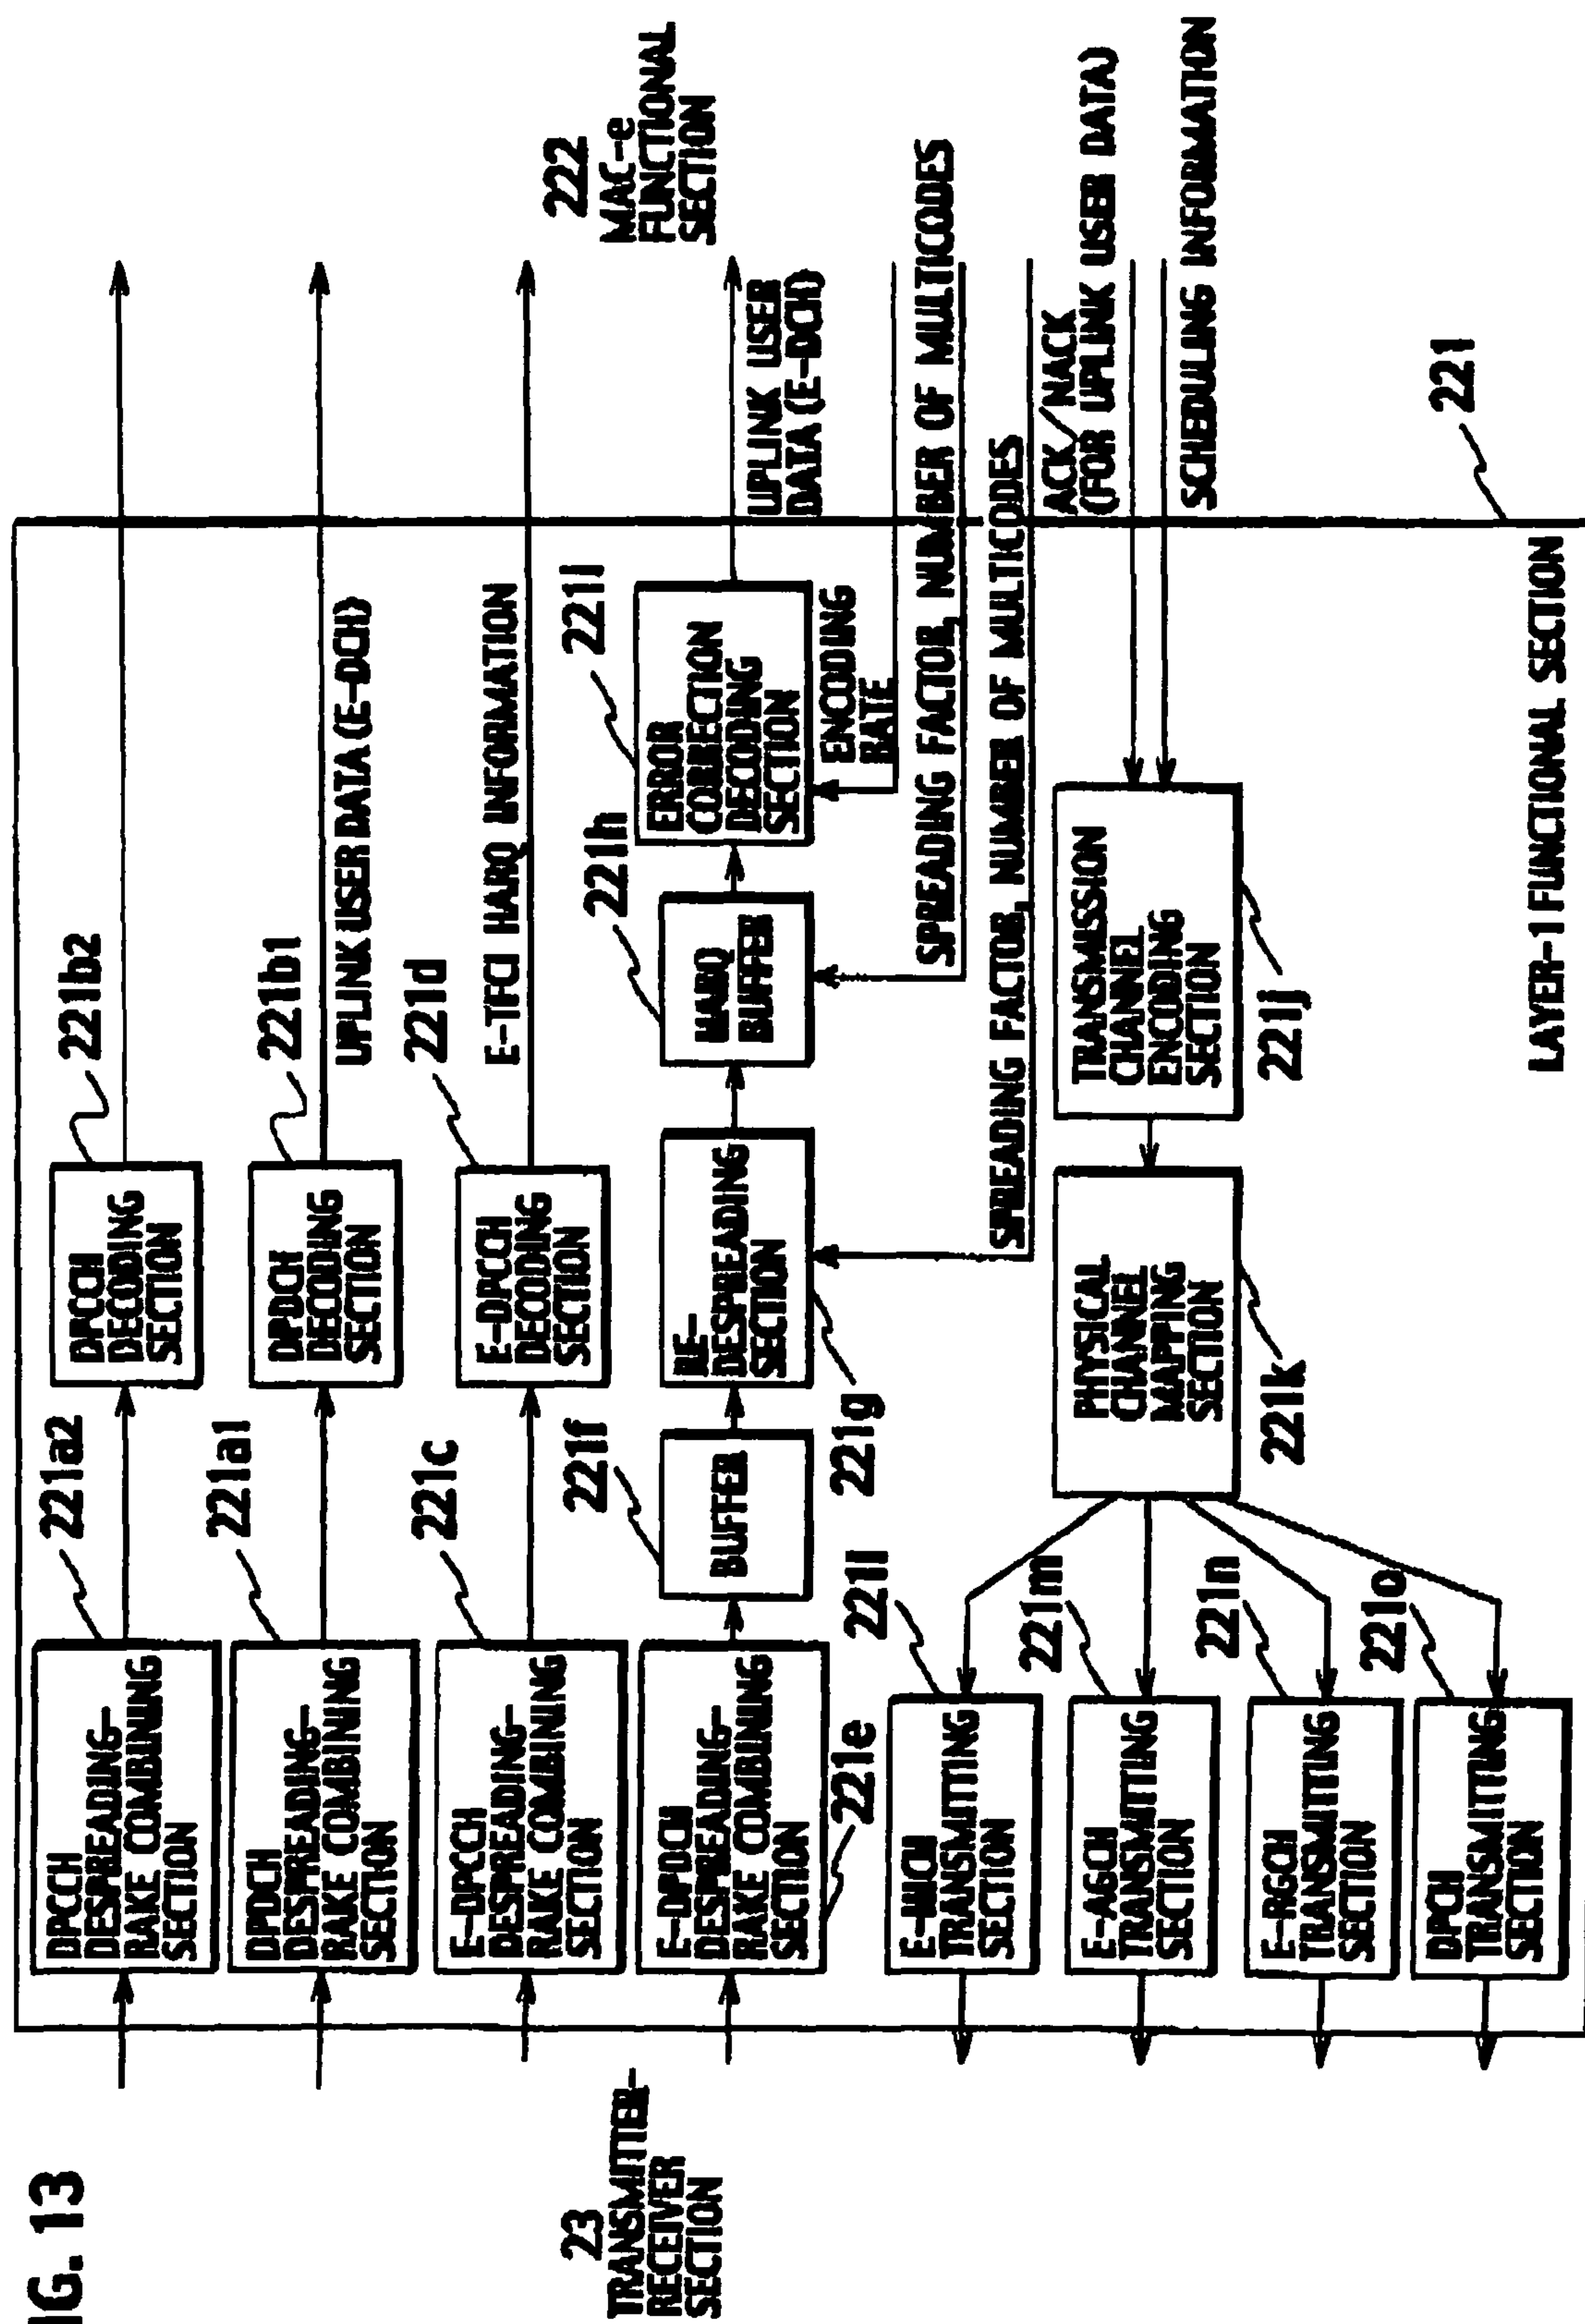 IG. 13
23
TRANSMITTER-
RECEIVER
SECTION
222
MAC-e
FUNCTIONAL
SECTION
221a2
DPCCH
DESPREADING-
RAKE COMBINING
SECTION
221b2
DPCCH
DECODING
SECTION
221a1
DPDCH
DESPREADING-
RAKE COMBINING
SECTION
221b1
DPDCH
DECODING
SECTION
UPLINK USER DATA (E-DCH)
221c
E-DPCCH
DESPREADING-
RAKE COMBINING
SECTION
221d
E-DPCCH
DECODING
SECTION
E-TFCI HARQ INFORMATION
E-DPDCH
DESPREADING-
RAKE COMBINING
SECTION
221e
221f
BUFFER
RE-
DESPREADING
SECTION
221g
221h
HARQ
BUFFER
221i
ERROR
CORRECTION
DECODING
SECTION
UPLINK USER
DATA (E-DCH)
ENCODING
RATE
SPREADING FACTOR, NUMBER OF MULTICODES
SPREADING FACTOR, NUMBER OF MULTICODES
ACK/NACK
(FOR UPLINK USER DATA)
SCHEDULING INFORMATION
221l
E-HICH
TRANSMITTING
SECTION
221m
E-AGCH
TRANSMITTING
SECTION
221n
E-RGCH
TRANSMITTING
SECTION
221o
DPCH
TRANSMITTING
SECTION
PHYSICAL
CHANNEL
MAPPING
SECTION
221k
TRANSMISSION
CHANNEL
ENCODING
SECTION
221j
LAYER-1 FUNCTIONAL SECTION
221